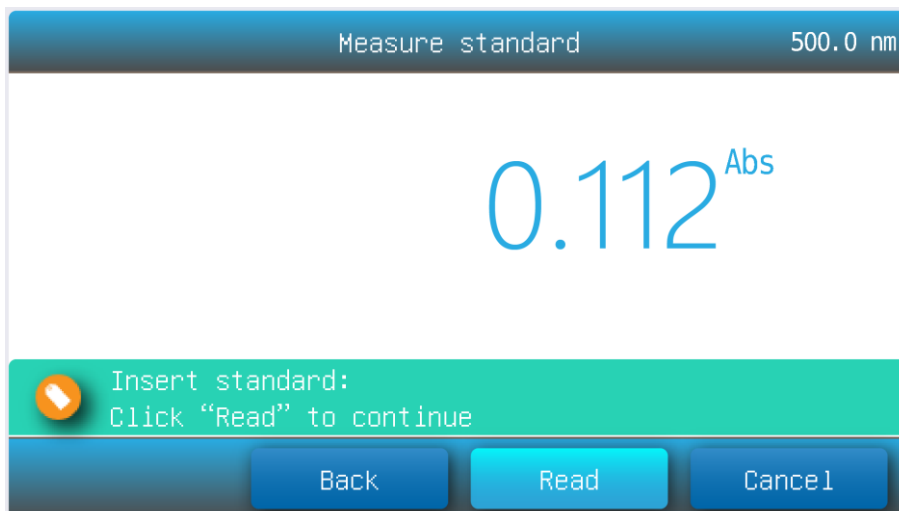 Measure standard 500.0 nm
0.112 Abs
Insert standard:
Click “Read” to continue
Back Read Cancel